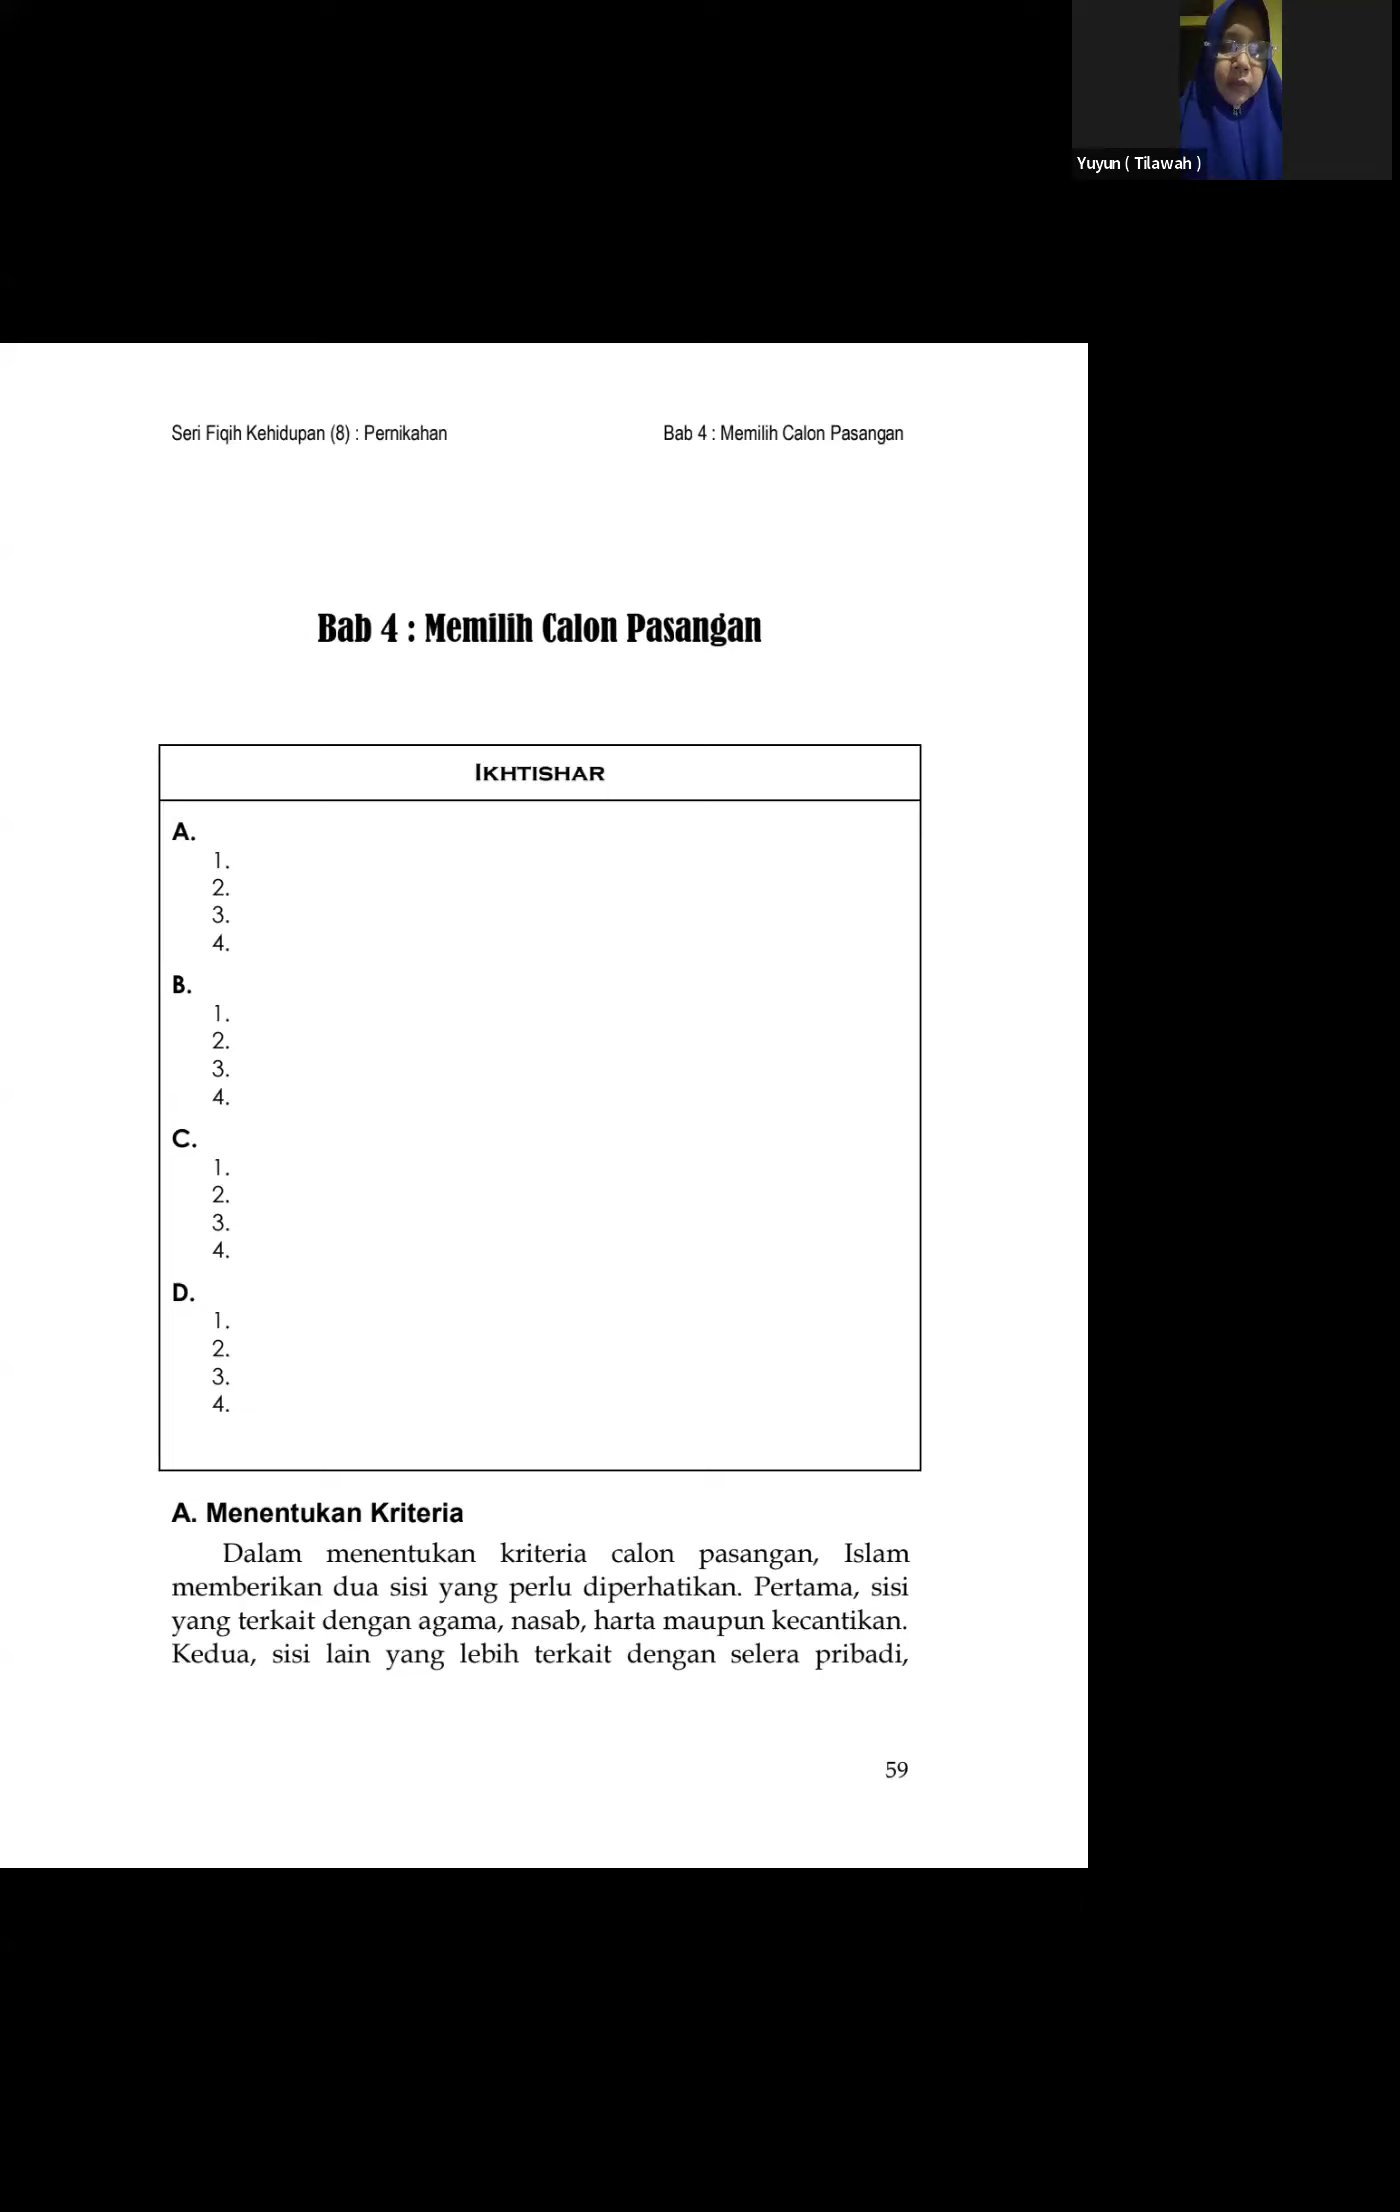 Yuyun ( Tilawah )
Seri Fiqih Kehidupan (8) : Pernikahan Bab 4 : Memilih Calon Pasangan
Bab 4 : Memilih Calon Pasangan
IKHTISHAR
A.
1.
2.
3.
4.
B.
1.
2.
3.
4.
C.
1.
2.
3.
4.
D.
1.
2.
3.
4.
A. Menentukan Kriteria
Dalam menentukan kriteria calon pasangan, Islam
memberikan dua sisi yang perlu diperhatikan. Pertama, sisi
yang terkait dengan agama, nasab, harta maupun kecantikan.
Kedua, sisi lain yang lebih terkait dengan selera pribadi,
59